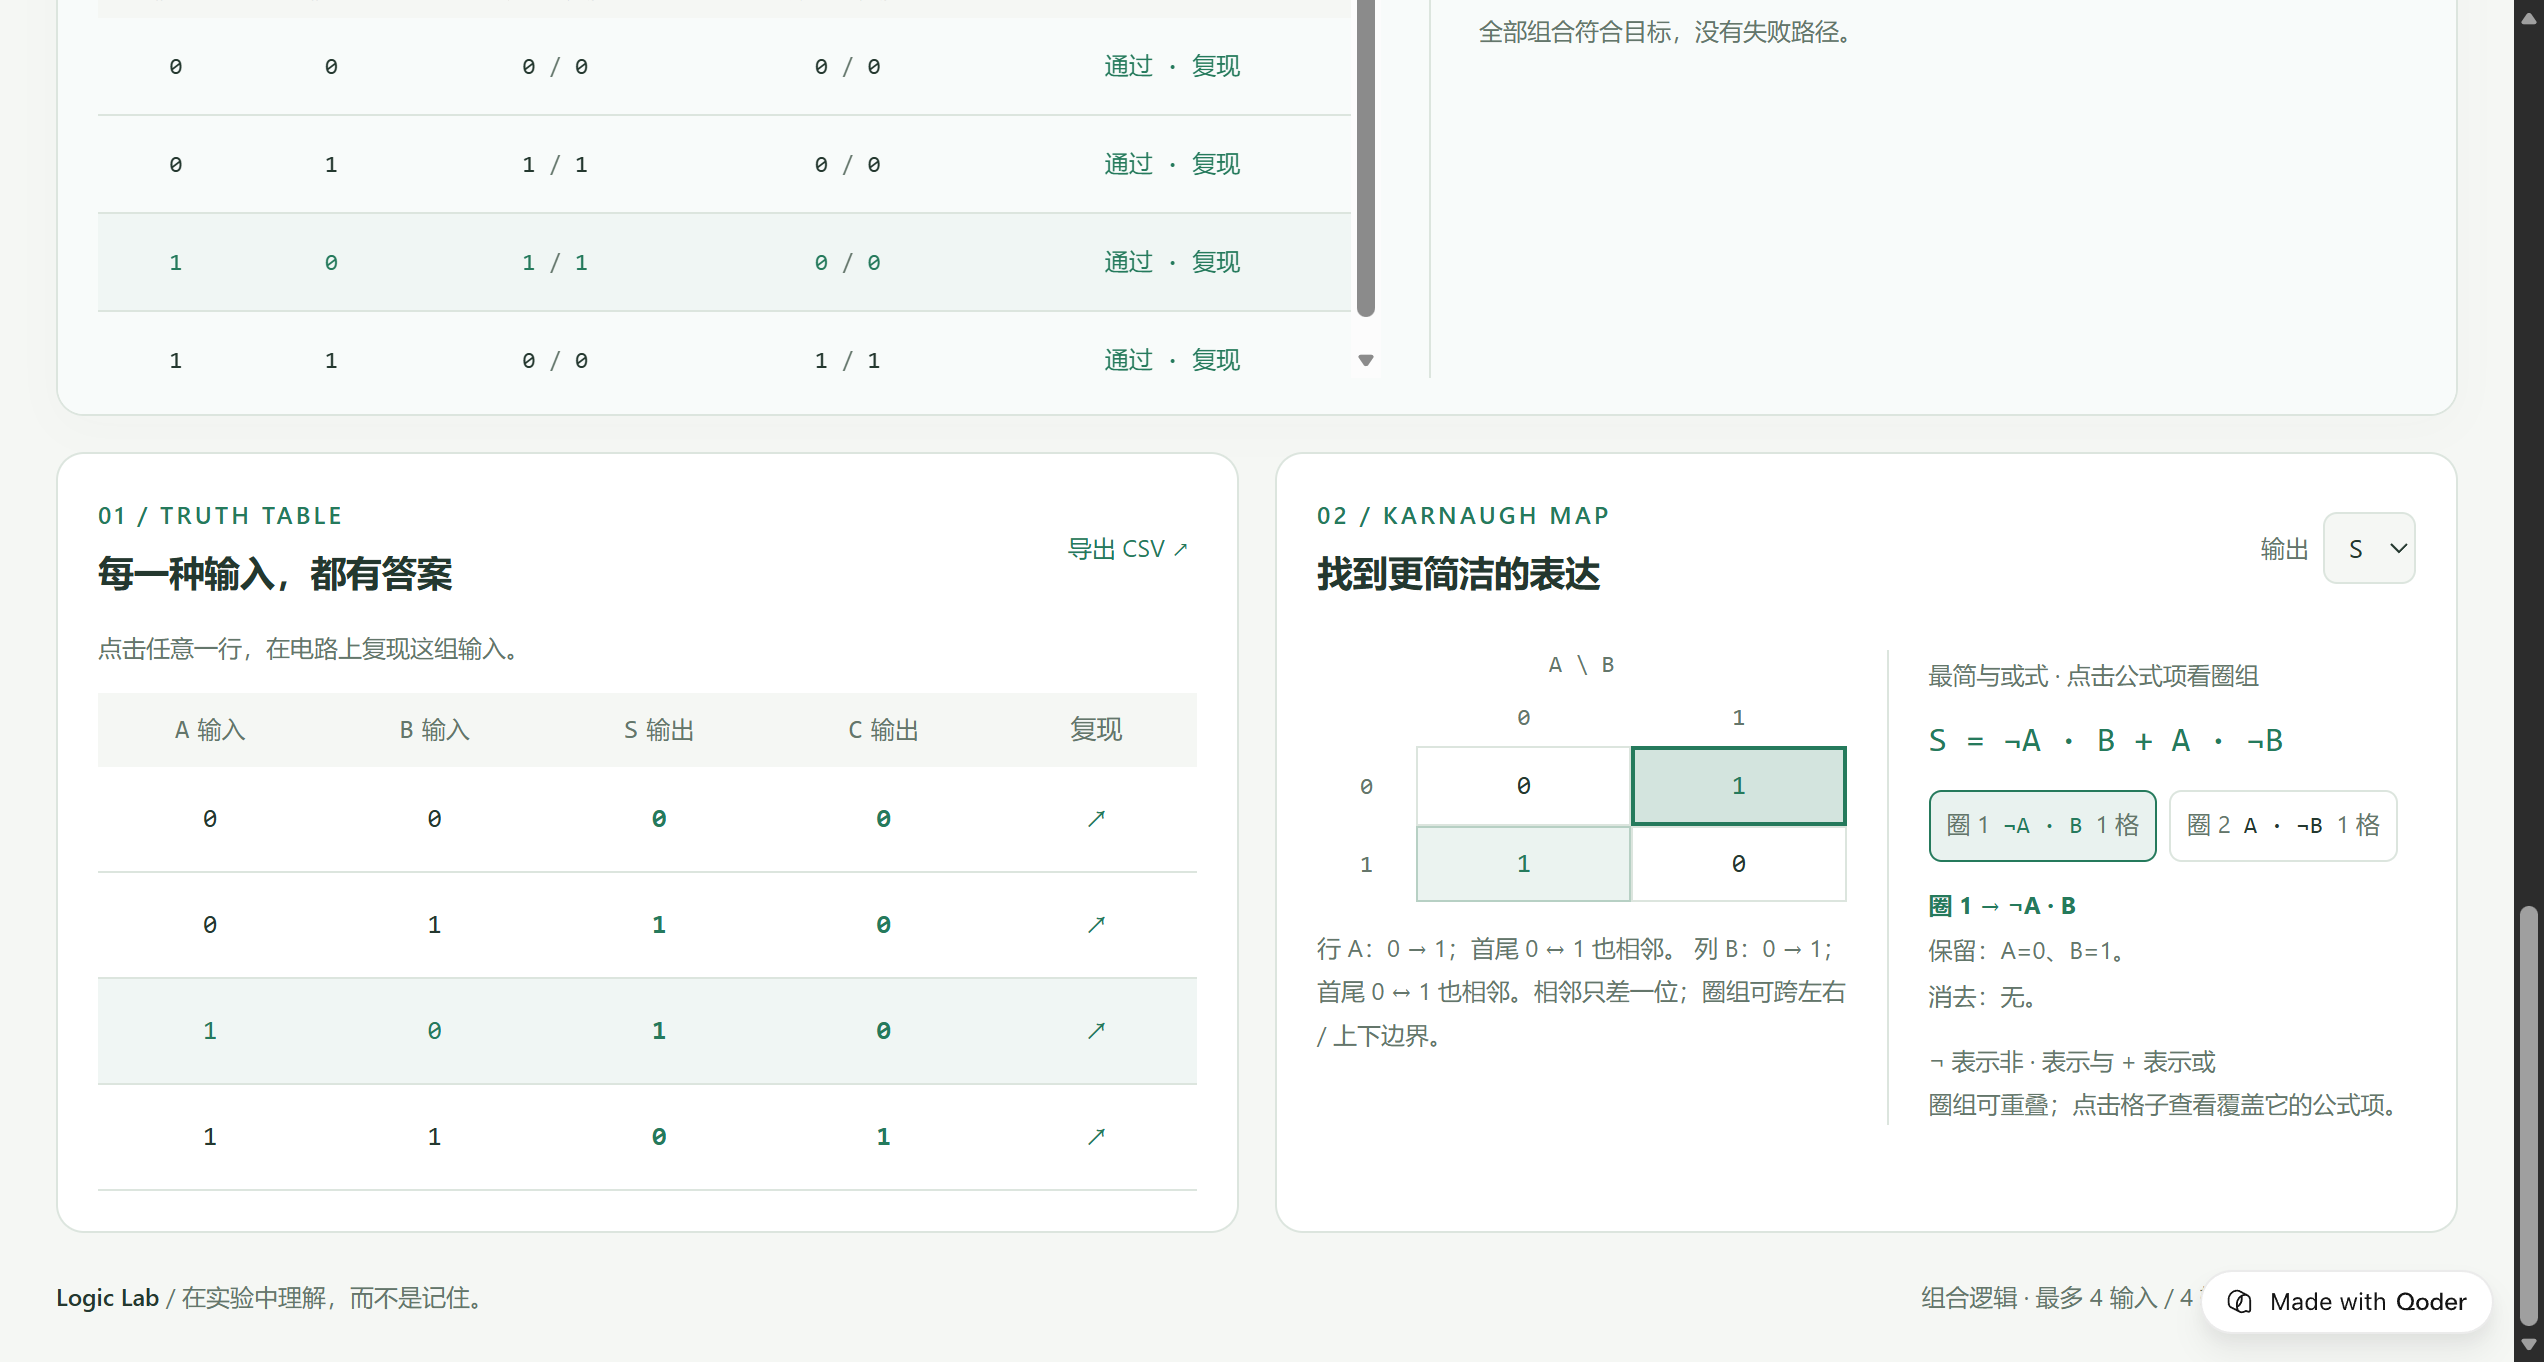 全部组合符合目标，没有失败路径。
0 0 0 / 0 0 / 0 通过 · 复现
0 1 1 / 1 0 / 0 通过 · 复现
1 0 1 / 1 0 / 0 通过 · 复现
1 1 0 / 0 1 / 1 通过 · 复现
01 / TRUTH TABLE
每一种输入，都有答案
导出 CSV ↗
点击任意一行，在电路上复现这组输入。
A 输入 B 输入 S 输出 C 输出 复现
0 0 0 0 ↗
0 1 1 0 ↗
1 0 1 0 ↗
1 1 0 1 ↗
02 / KARNAUGH MAP
找到更简洁的表达
输出 S
A \ B
0 1
0 0 1
1 1 0
行 A：0 → 1；首尾 0 ↔ 1 也相邻。 列 B：0 → 1；
首尾 0 ↔ 1 也相邻。相邻只差一位；圈组可跨左右
/ 上下边界。
最简与或式 · 点击公式项看圈组
S = ¬A · B + A · ¬B
圈 1 ¬A · B 1 格
圈 2 A · ¬B 1 格
圈 1 → ¬A · B
保留：A=0、B=1。
消去：无。
¬ 表示非 · 表示与 + 表示或
圈组可重叠；点击格子查看覆盖它的公式项。
Logic Lab / 在实验中理解，而不是记住。
组合逻辑 · 最多 4 输入 / 4
Made with Qoder